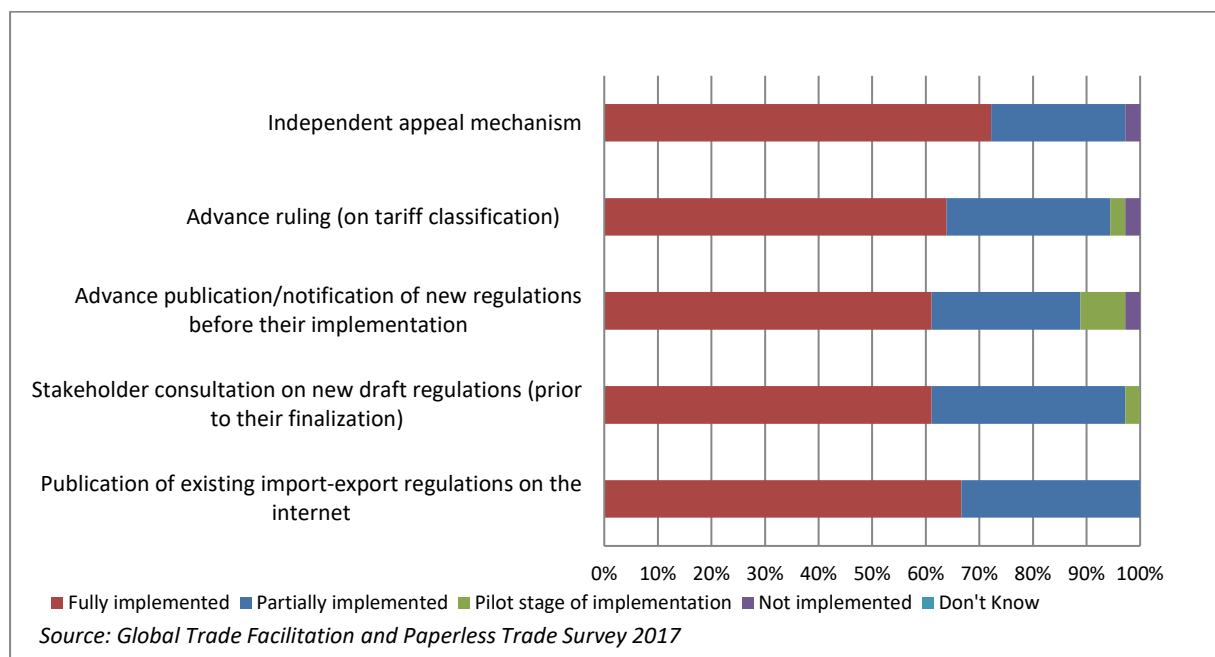 Independent appeal mechanism
Advance ruling (on tariff classification)
Advance publication/notification of new regulations
before their implementation
Stakeholder consultation on new draft regulations (prior
to their finalization)
Publication of existing import-export regulations on the
internet
0% 10% 20% 30% 40% 50% 60% 70% 80% 90% 100%
Fully implemented Partially implemented Pilot stage of implementation Not implemented Don't Know
Source: Global Trade Facilitation and Paperless Trade Survey 2017